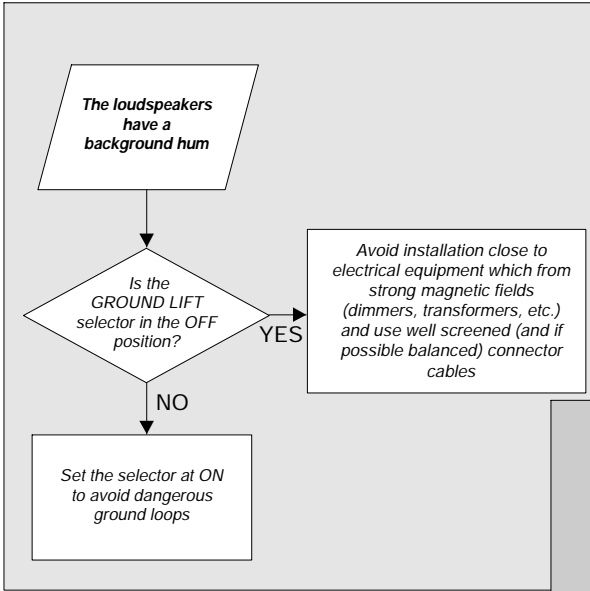 The loudspeakers
have a
background hum
Is the
GROUND LIFT
selector in the OFF
position?
YES
Avoid installation close to
electrical equipment which from
strong magnetic fields
(dimmers, transformers, etc.)
and use well screened (and if
possible balanced) connector
cables
NO
Set the selector at ON
to avoid dangerous
ground loops